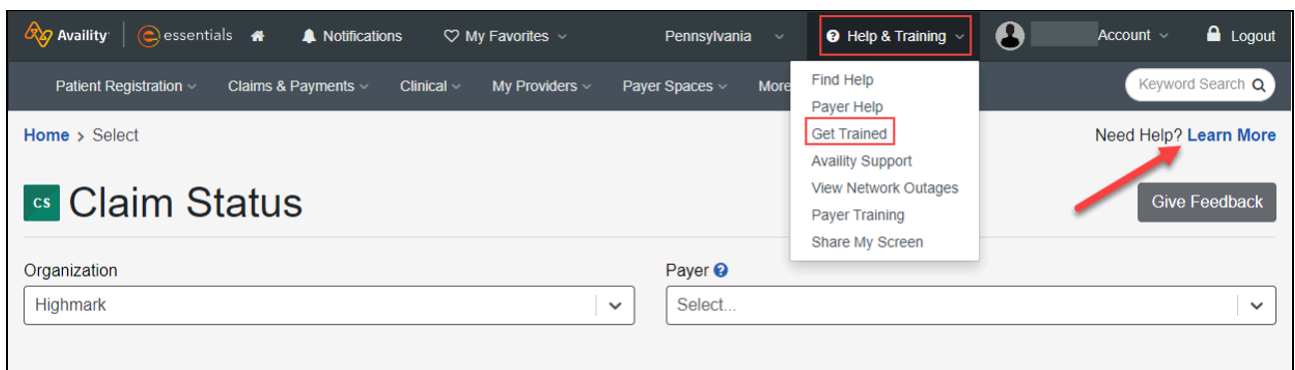 Availity essentials Notifications My Favorites Pennsylvania Help & Training Account Logout
Patient Registration Claims & Payments Clinical My Providers Payer Spaces More Keyword Search
Find Help
Payer Help
Get Trained
Availity Support
View Network Outages
Payer Training
Share My Screen
Home > Select
Need Help? Learn More
CS Claim Status
Give Feedback
Organization
Payer
Highmark
Select...